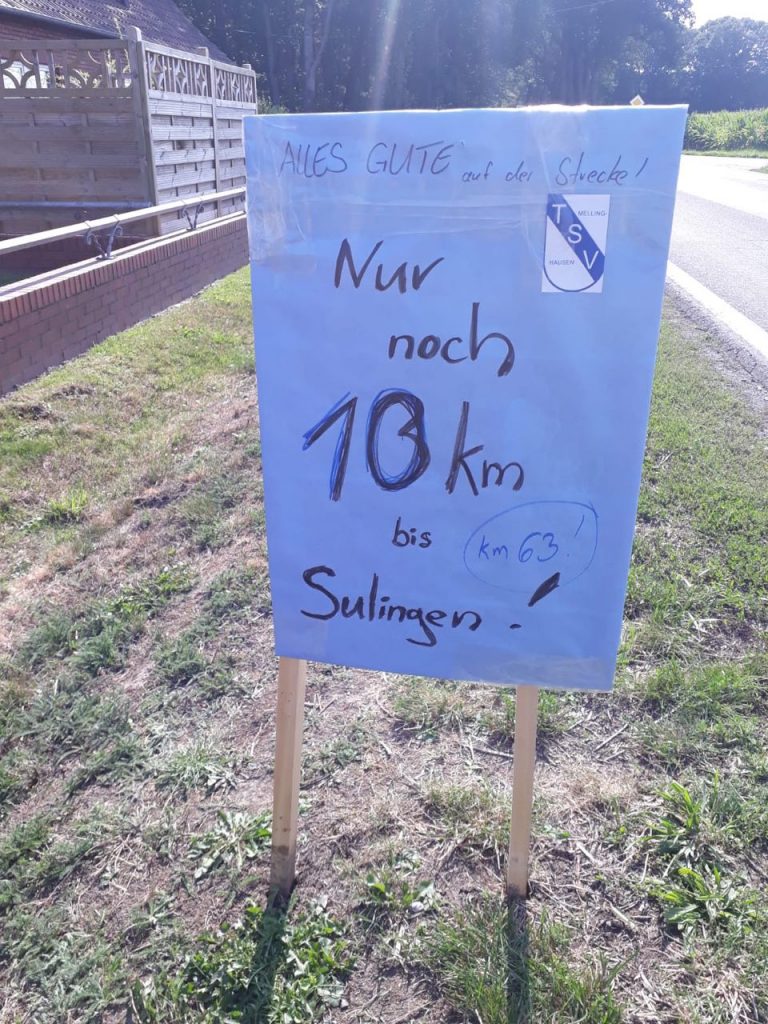 ALLES GUTE auf der Strecke!
TSV
MELLING
HAUSEN
Nur
noch
10 km
bis
km 63!
Sulingen!